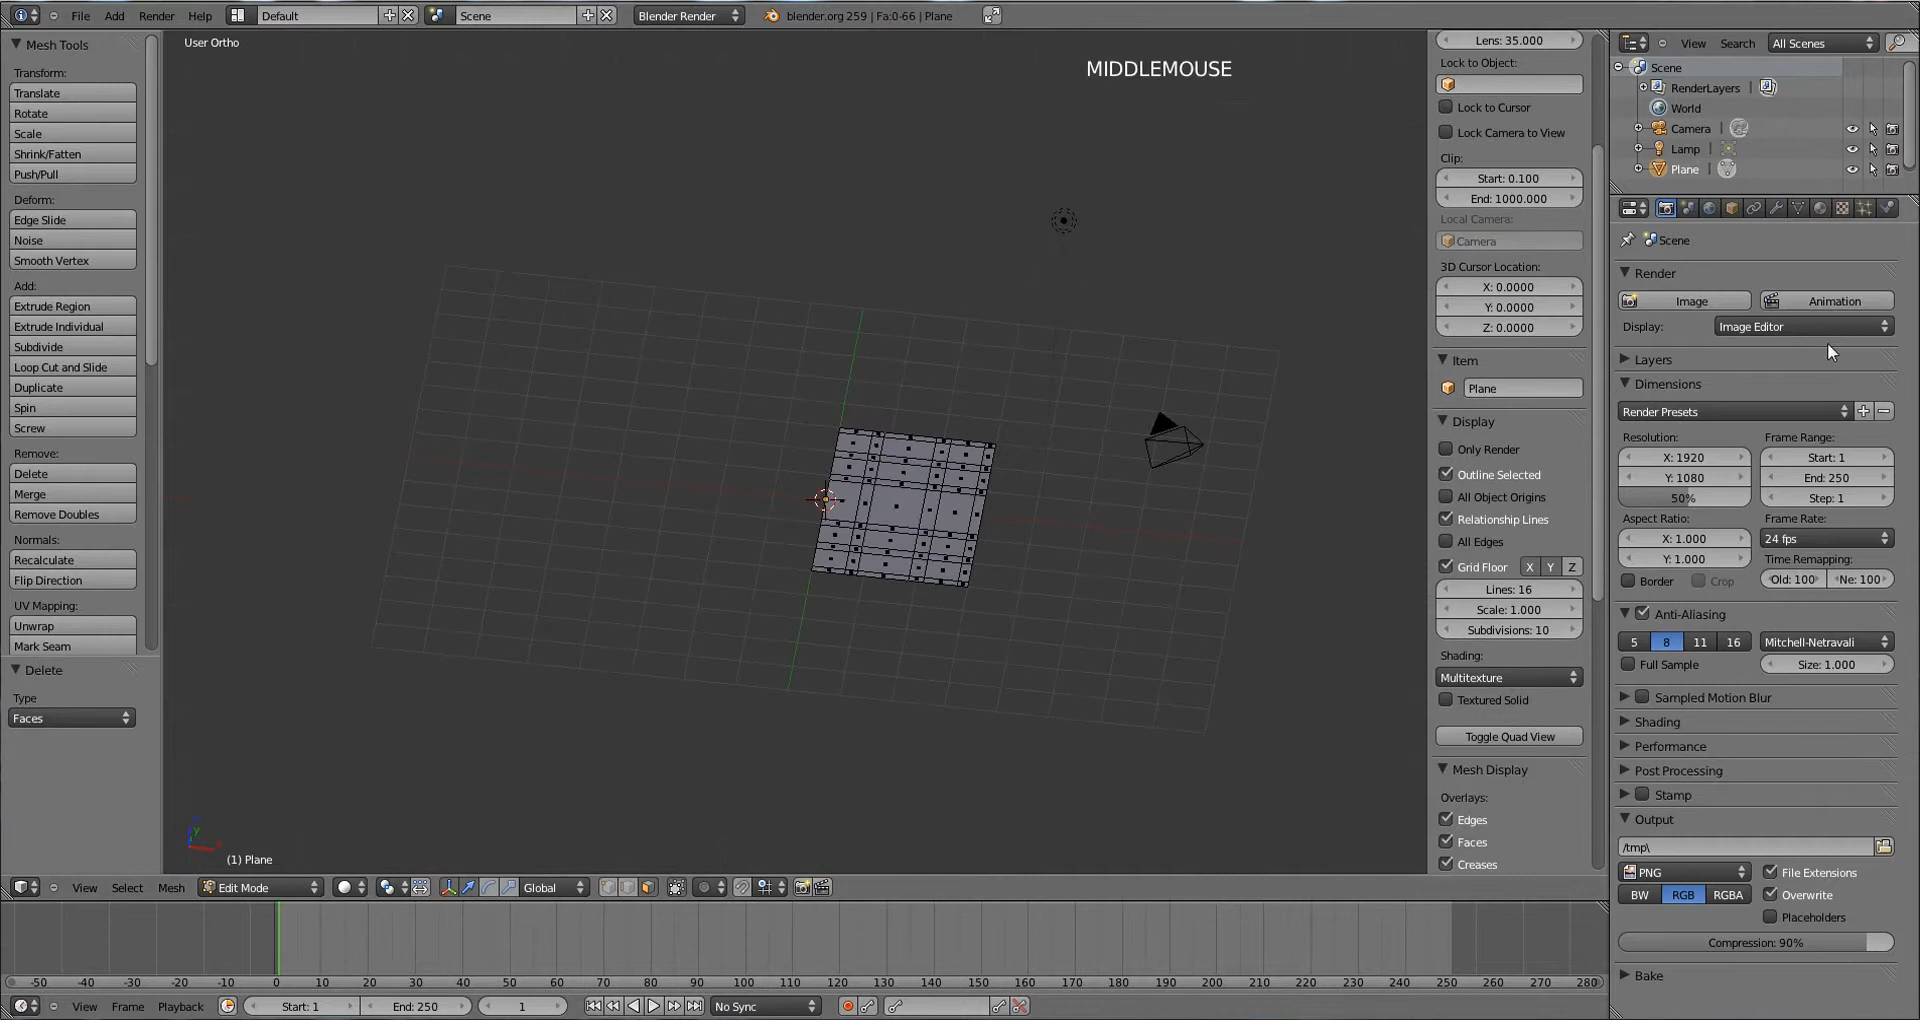 File Add Render Help Default Scene Blender Render blender.org 259 | Fa:0-66 | Plane
Mesh Tools
Transform:
Translate
Rotate
Scale
Shrink/Fatten
Push/Pull
Deform:
Edge Slide
Noise
Smooth Vertex
Add:
Extrude Region
Extrude Individual
Subdivide
Loop Cut and Slide
Duplicate
Spin
Screw
Remove:
Delete
Merge
Remove Doubles
Normals:
Recalculate
Flip Direction
UV Mapping:
Unwrap
Mark Seam
Delete
Type
Faces
User Ortho
MIDDLEMOUSE
(1) Plane
Lens: 35.000
Lock to Object:
Lock to Cursor
Lock Camera to View
Clip:
Start: 0.100
End: 1000.000
Local Camera:
Camera
3D Cursor Location:
X: 0.0000
Y: 0.0000
Z: 0.0000
Item
Plane
Display
Only Render
Outline Selected
All Object Origins
Relationship Lines
All Edges
Grid Floor X Y Z
Lines: 16
Scale: 1.000
Subdivisions: 10
Shading:
Multitexture
Textured Solid
Toggle Quad View
Mesh Display
Overlays:
Edges
Faces
Creases
View Search All Scenes
Scene
RenderLayers
World
Camera
Lamp
Plane
Scene
Render
Image Animation
Display: Image Editor
Layers
Dimensions
Render Presets
Resolution: Frame Range:
X: 1920 Start: 1
Y: 1080 End: 250
50% Step: 1
Aspect Ratio: Frame Rate:
X: 1.000 24 fps
Y: 1.000 Time Remapping:
Border Crop Old: 100 Ne: 100
Anti-Aliasing
5 8 11 16 Mitchell-Netravali
Full Sample Size: 1.000
Sampled Motion Blur
Shading
Performance
Post Processing
Stamp
Output
/tmp\
PNG File Extensions
BW RGB RGBA Overwrite
Placeholders
Compression: 90%
Bake
View Select Mesh Edit Mode Global
-50 -40 -30 -20 -10 0 10 20 30 40 50 60 70 80 90 100 110 120 130 140 150 160 170 180 190 200 210 220 230 240 250 260 270 280
View Frame Playback Start: 1 End: 250 1 No Sync